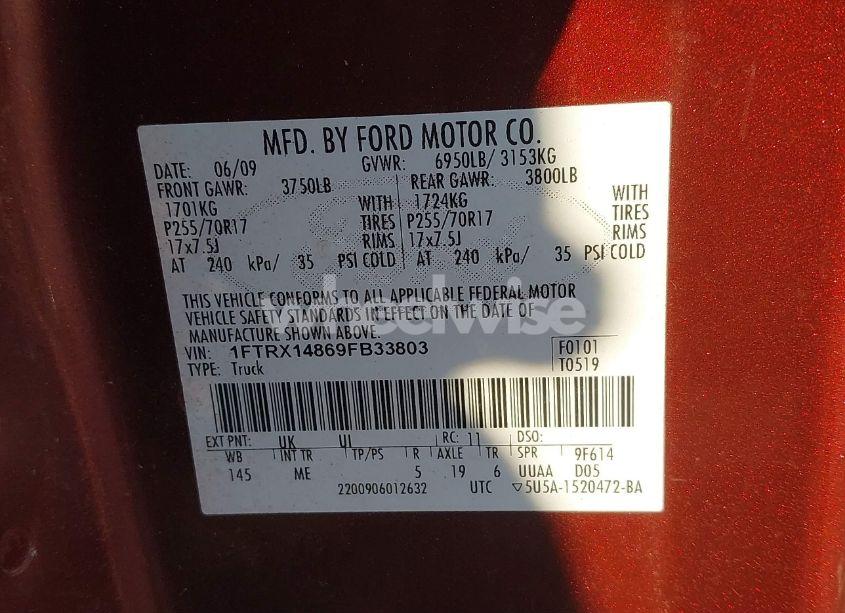 MFD. BY FORD MOTOR CO.
DATE: 06/09 GVWR: 6950LB/ 3153KG
FRONT GAWR: 3750LB REAR GAWR: 3800LB
1701KG WITH 1724KG WITH
P255/70R17 TIRES P255/70R17 TIRES
17x7.5J RIMS 17x7.5J RIMS
AT 240 kPa/ 35 PSI COLD AT 240 kPa/ 35 PSI COLD
THIS VEHICLE CONFORMS TO ALL APPLICABLE FEDERAL MOTOR
VEHICLE SAFETY STANDARDS IN EFFECT ON THE DATE OF
MANUFACTURE SHOWN ABOVE.
wheelwise
VIN: 1FTRX14869FB33803 F0101
TYPE: Truck T0519
EXT PNT: UK UI RC: 11 DSO:
WB INT TR TP/PS R AXLE TR SPR 9F614
145 ME 5 19 6 UUAA D05
2200906012632 UTC ▽5U5A-1520472-BA